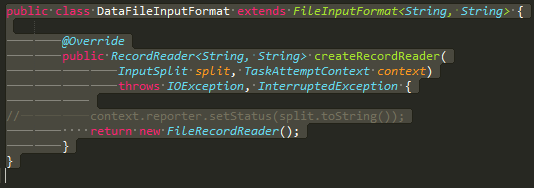 public class DataFileInputFormat extends FileInputFormat<String, String> {

    @Override
    public RecordReader<String, String> createRecordReader(
            InputSplit split, TaskAttemptContext context)
            throws IOException, InterruptedException {

//      context.reporter.setStatus(split.toString());
        return new FileRecordReader();
    }
}